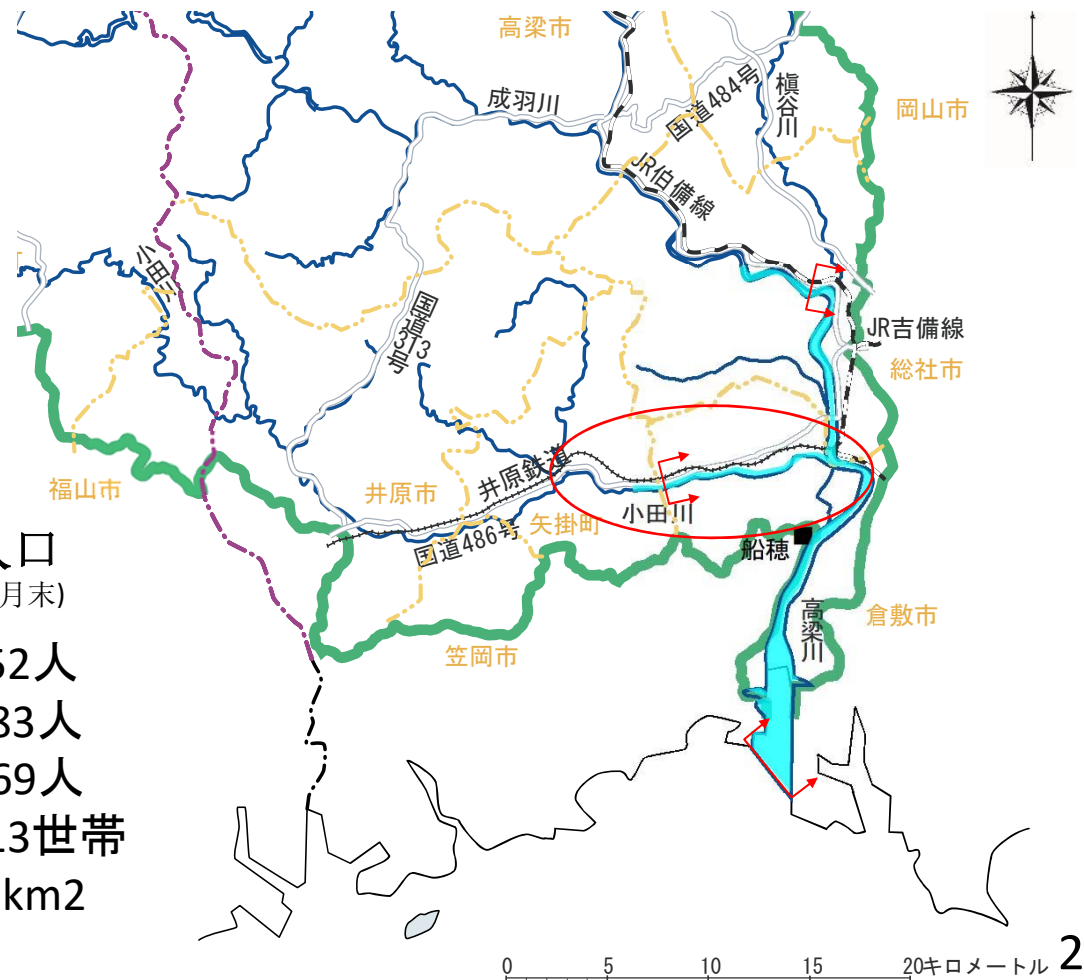 高梁市
成羽川
国道484号
槇谷川
岡山市
JR伯備線
小田川
国道313号
JR吉備線
総社市
福山市
井原市
井原鉄道
矢掛町
小田川
国道486号
船穂
高梁川
倉敷市
笠岡市
人口
月末)
52人
83人
69人
13世帯
km2
0 5 10 15 20キロメートル
2